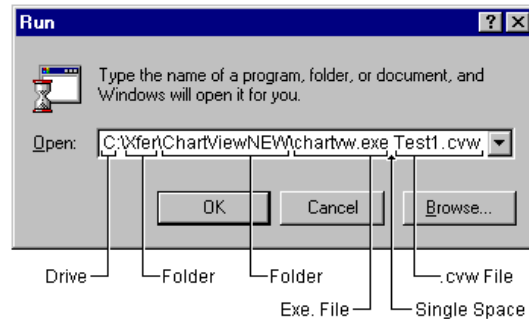 Run
Type the name of a program, folder, or document, and
Windows will open it for you.
Open: C:\Xfer\ChartViewNEW\chartvw.exe Test1.cvw
OK Cancel Browse...
Drive Folder Folder .cvw File
Exe. File Single Space